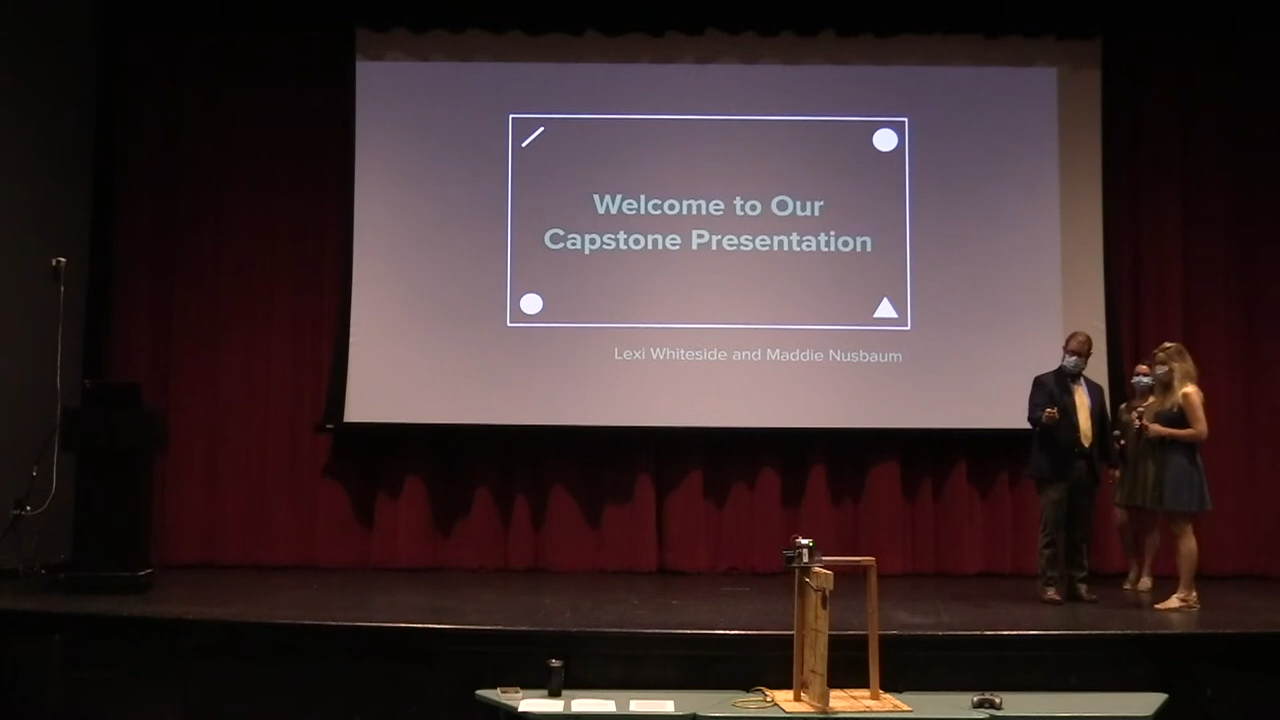 Welcome to Our
Capstone Presentation
Lexi Whiteside and Maddie Nusbaum